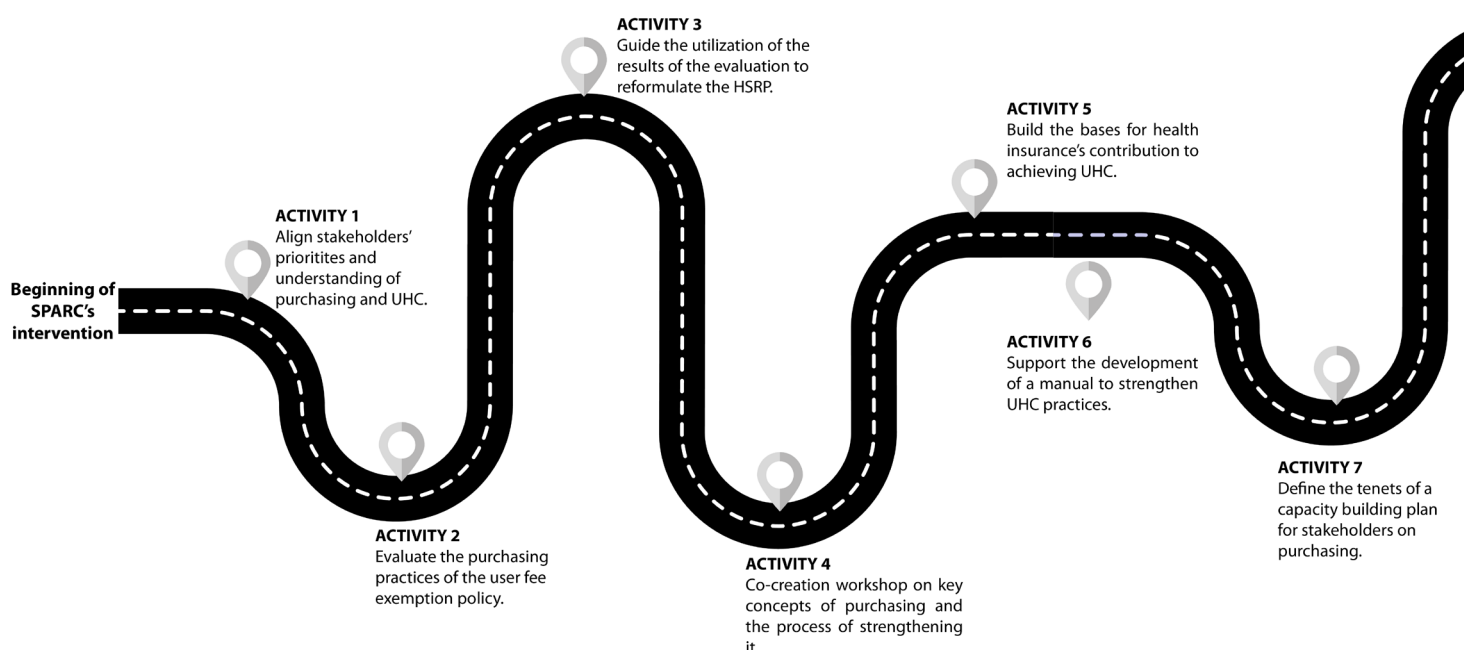 Beginning of
SPARC's
intervention
ACTIVITY 1
Align stakeholders'
prioritites and
understanding of
purchasing and UHC.
ACTIVITY 2
Evaluate the purchasing
practices of the user fee
exemption policy.
ACTIVITY 3
Guide the utilization of the
results of the evaluation to
reformulate the HSRP.
ACTIVITY 4
Co-creation workshop on key
concepts of purchasing and
the process of strengthening
it.
ACTIVITY 5
Build the bases for health
insurance's contribution to
achieving UHC.
ACTIVITY 6
Support the development
of a manual to strengthen
UHC practices.
ACTIVITY 7
Define the tenets of a
capacity building plan
for stakeholders on
purchasing.